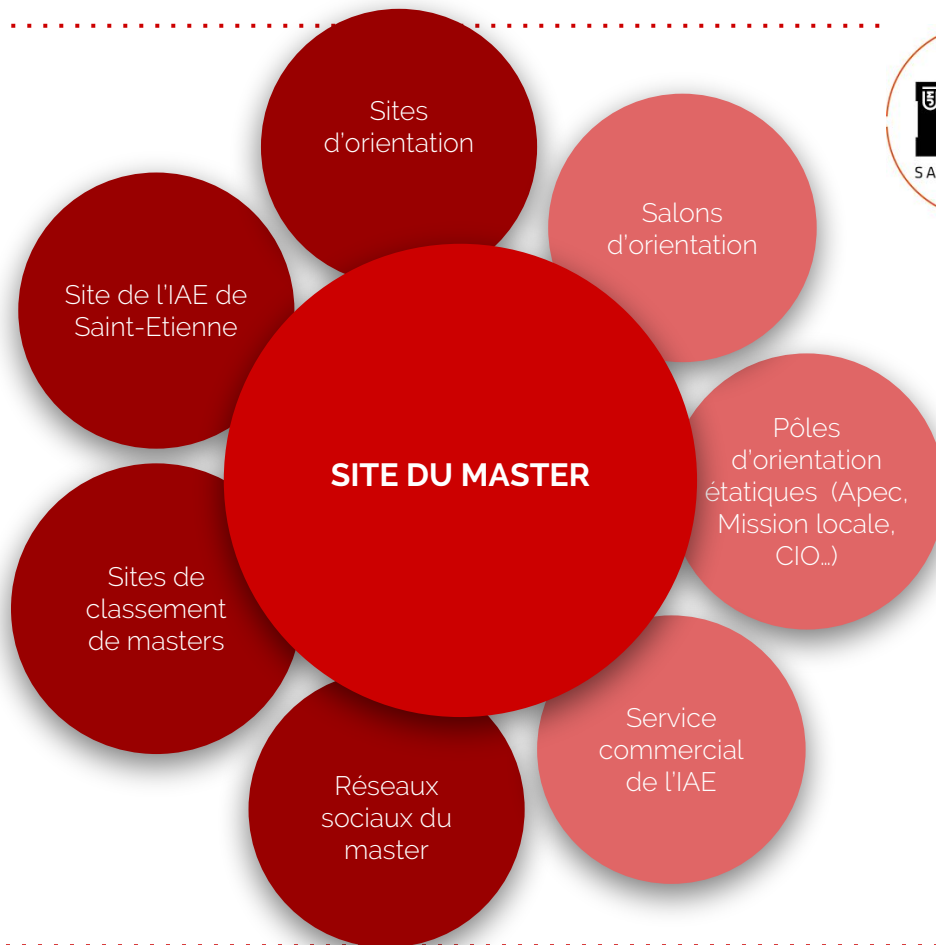 Sites
d'orientation
Salons
d'orientation
Site de l'IAE de
Saint-Etienne
SITE DU MASTER
Pôles
d'orientation
étatiques (Apec,
Mission locale,
CIO…)
Sites de
classement
de masters
Service
commercial
de l'IAE
Réseaux
sociaux du
master